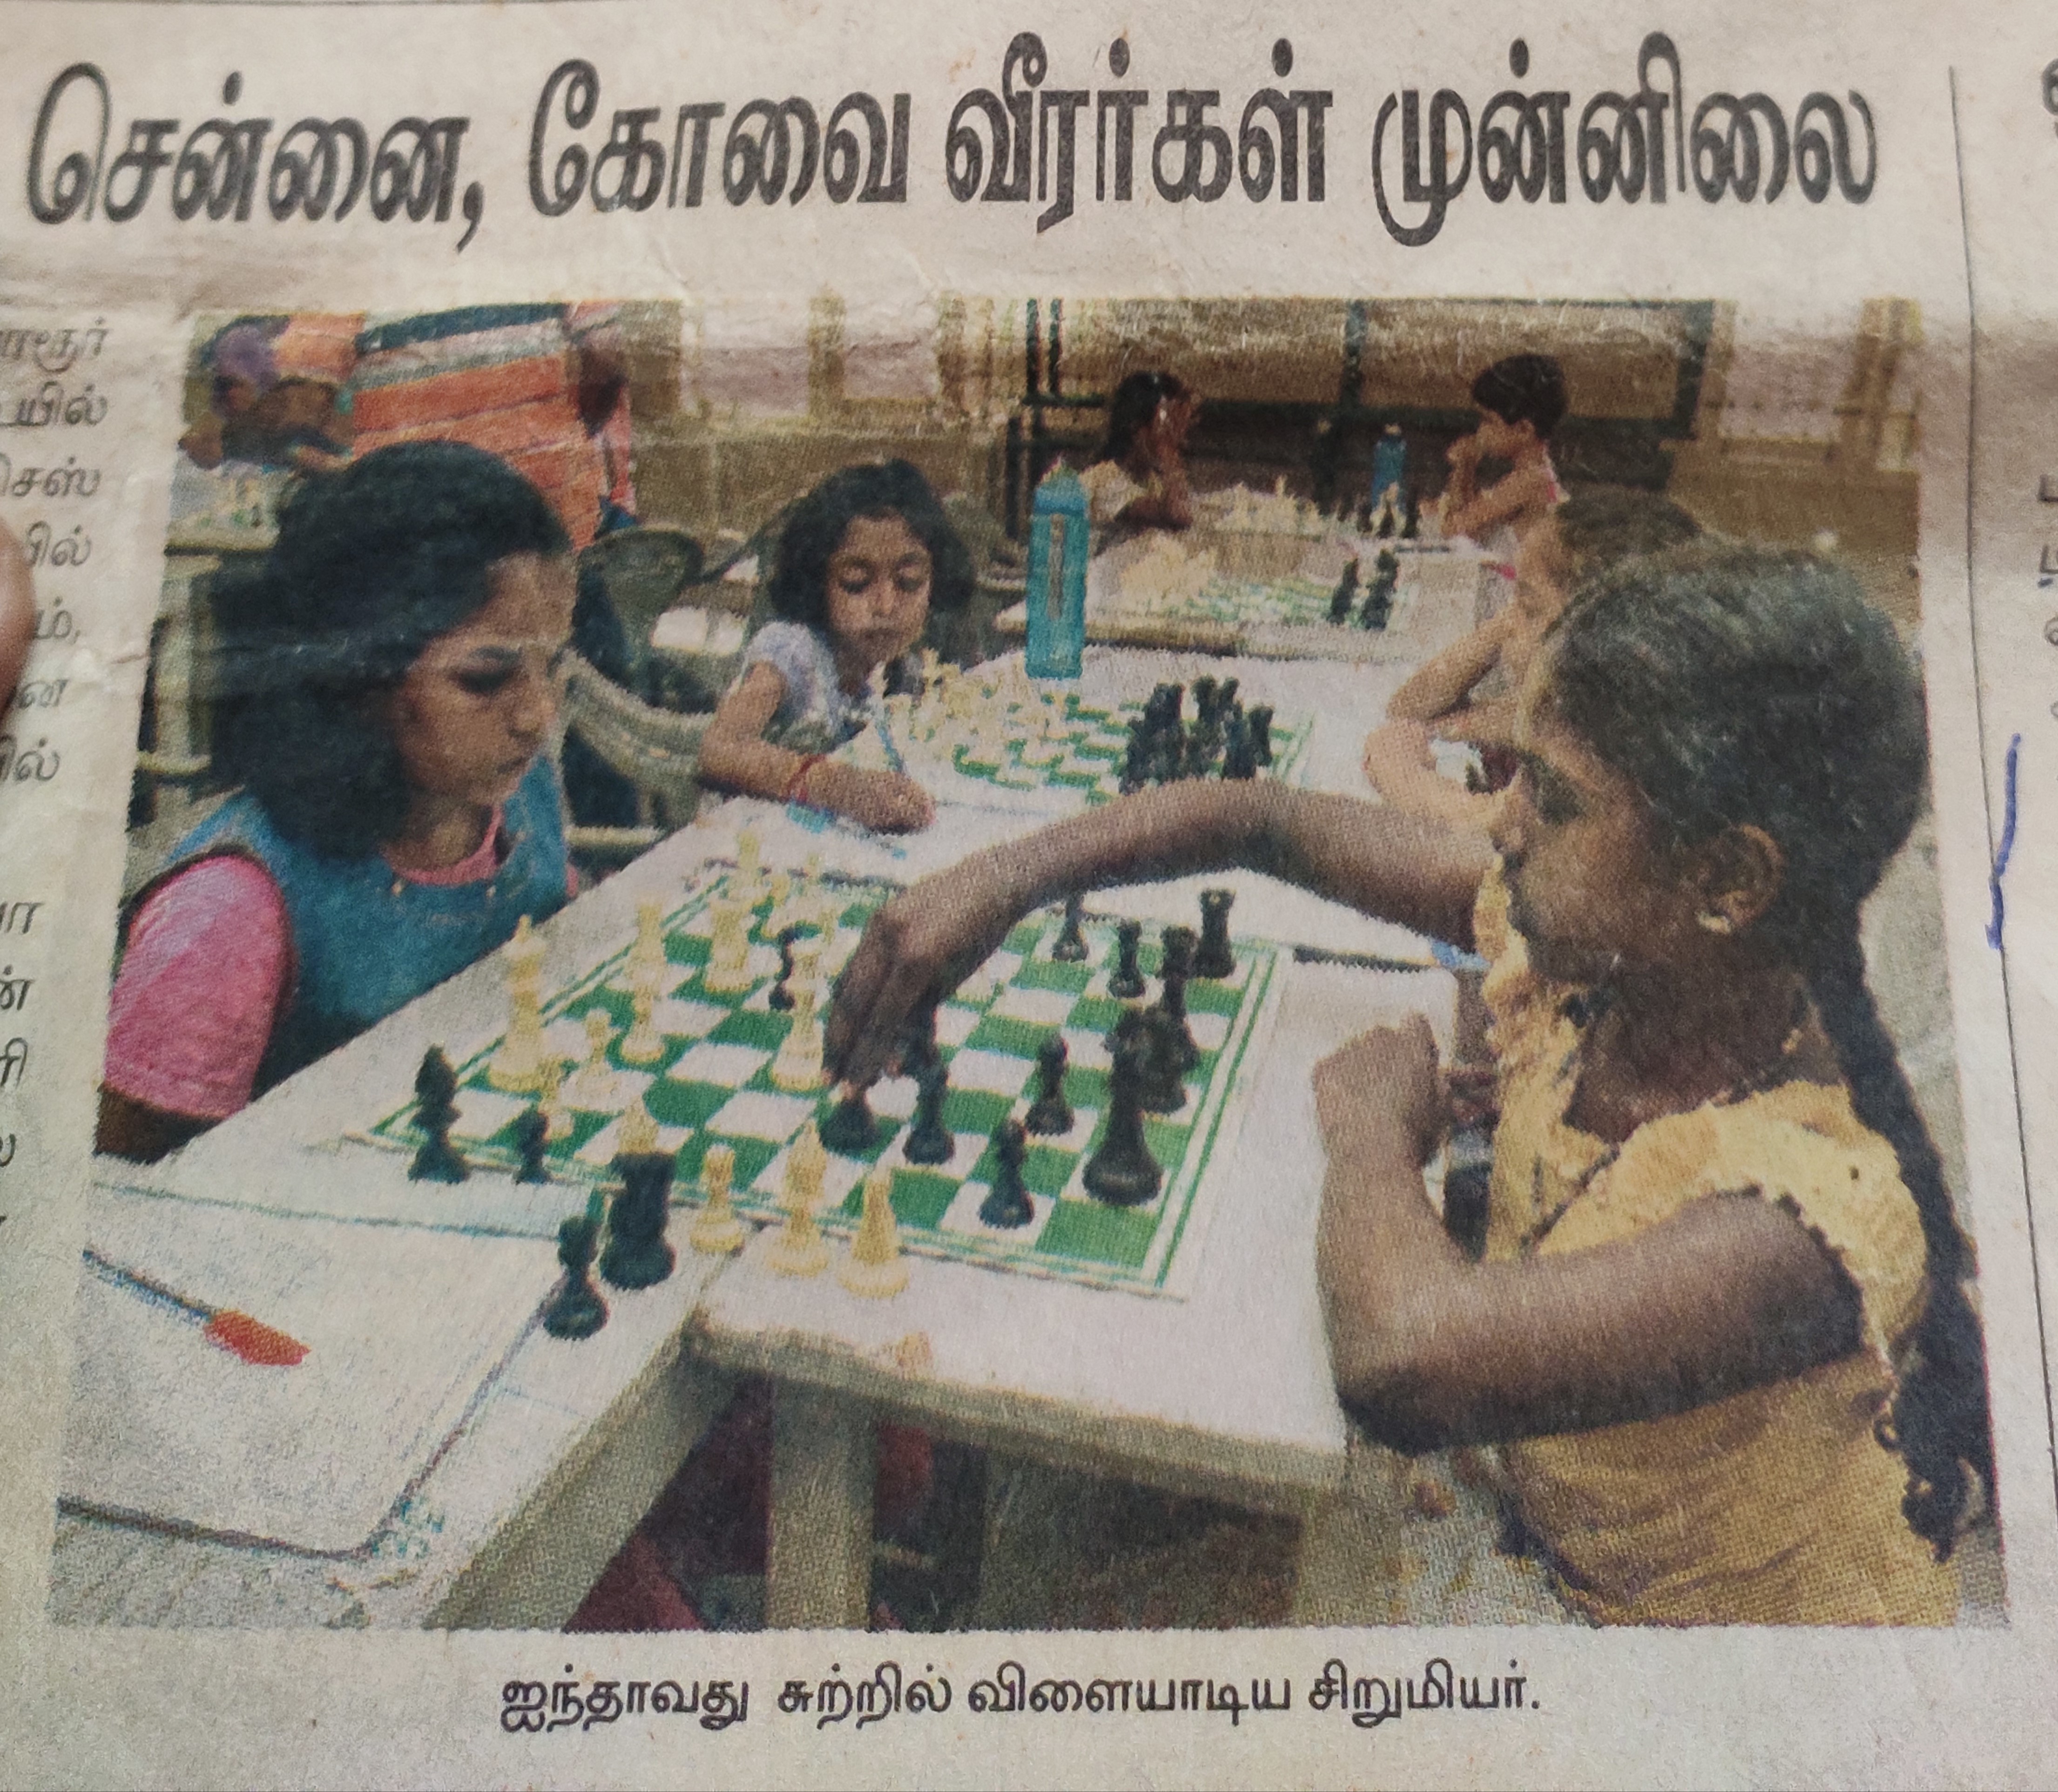 சென்னை, கோவை வீரர்கள் முன்னிலை
ஐந்தாவது சுற்றில் விளையாடிய சிறுமியர்.